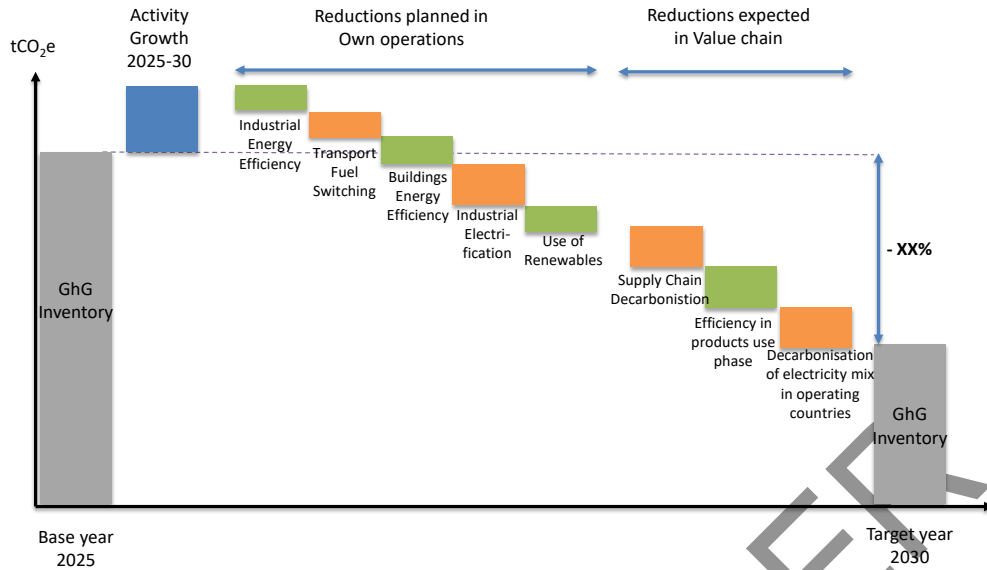 Activity
Growth
2025-30
Reductions planned in
Own operations
Reductions expected
in Value chain
tCO₂e
Industrial
Energy
Efficiency
Transport
Fuel
Switching
Buildings
Energy
Efficiency
Industrial
Electri-
fication
Use of
Renewables
Supply Chain
Decarbonistion
Efficiency in
products use
phase
Decarbonisation
of electricity mix
in operating
countries
- XX%
GhG
Inventory
GhG
Inventory
Base year
2025
Target year
2030